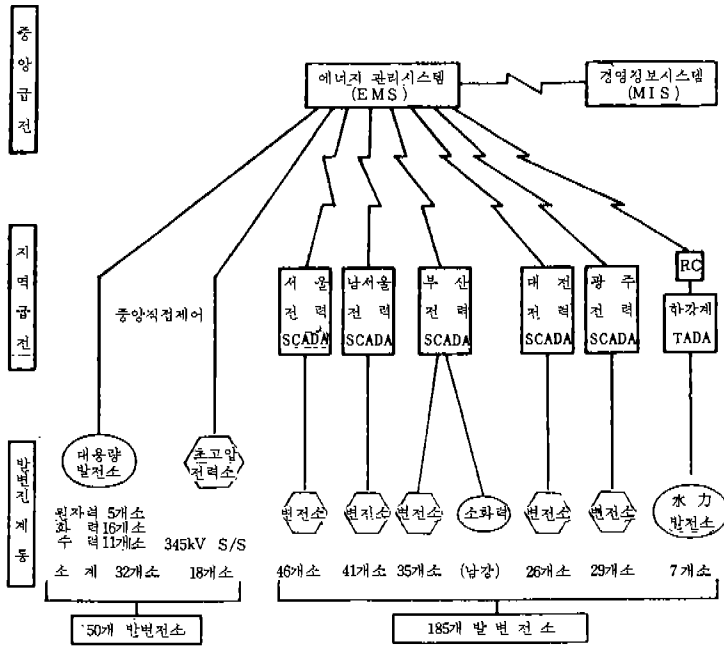 중앙급전
에너지 관리시스템
(EMS)
경영정보시스템
(MIS)
지역급전
중앙직접제어
서 울
전 력
SCADA
남서울
전 력
SCADA
부 산
전 력
SCADA
대 전
전 력
SCADA
광 주
전 력
SCADA
RC
한강계
TADA
발변전계통
대용량
발전소
초고압
전력소
변전소
변전소
변전소
소화력
변전소
변전소
水 力
발전소
원자력 5개소
화 력 16개소
수 력 11개소
345kV S/S
소 계 32개소
18개소
46개소
41개소
35개소
(남강)
26개소
29개소
7개소
50개 발변전소
185개 발변전소